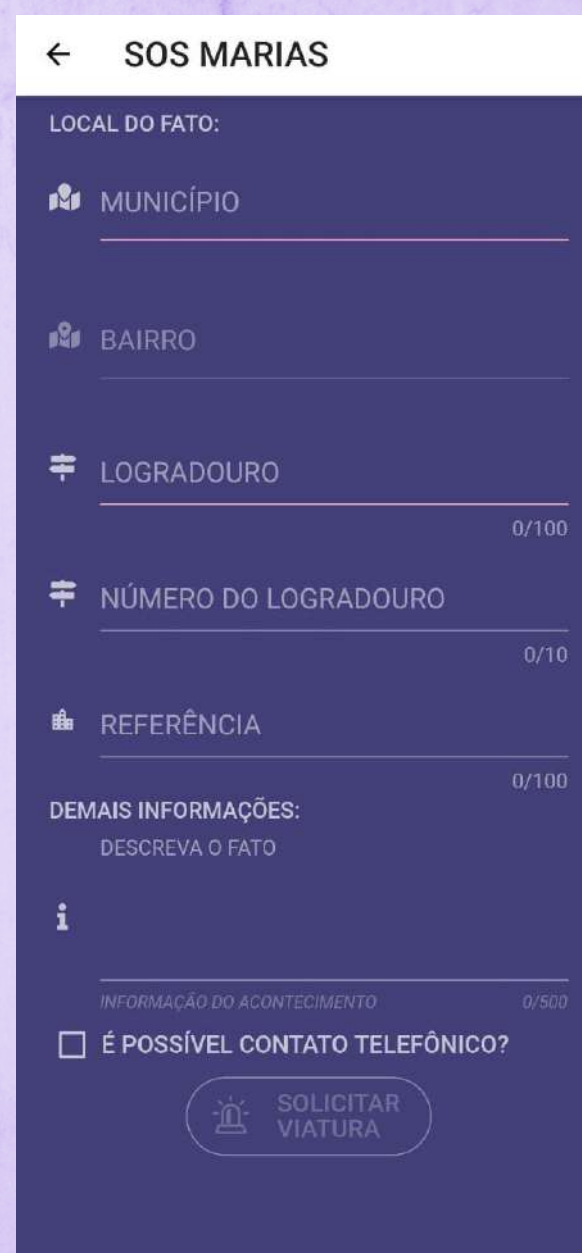 SOS MARIAS
LOCAL DO FATO:
MUNICÍPIO
BAIRRO
LOGRADOURO
0/100
NÚMERO DO LOGRADOURO
0/10
REFERÊNCIA
0/100
DEMAIS INFORMAÇÕES:
DESCREVA O FATO
INFORMAÇÃO DO ACONTECIMENTO 0/500
É POSSÍVEL CONTATO TELEFÔNICO?
SOLICITAR
VIATURA